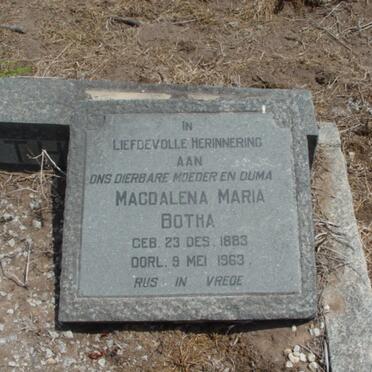 IN
LIEFDEVOLLE HERINNERING
AAN
ONS DIERBARE MOEDER EN OUMA
MAGDALENA MARIA
BOTHA
GEB. 23 DES. 1883
OORL. 9 MEI 1963.
RUS IN VREDE